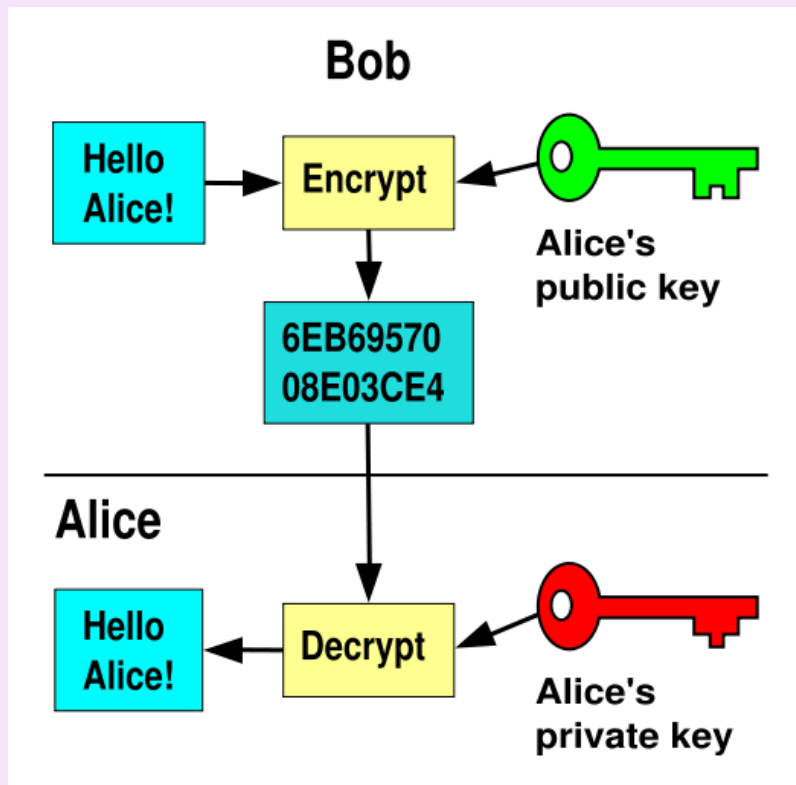 Bob
Hello
Alice!
Encrypt
Alice's
public key
6EB69570
08E03CE4
Alice
Hello
Alice!
Decrypt
Alice's
private key